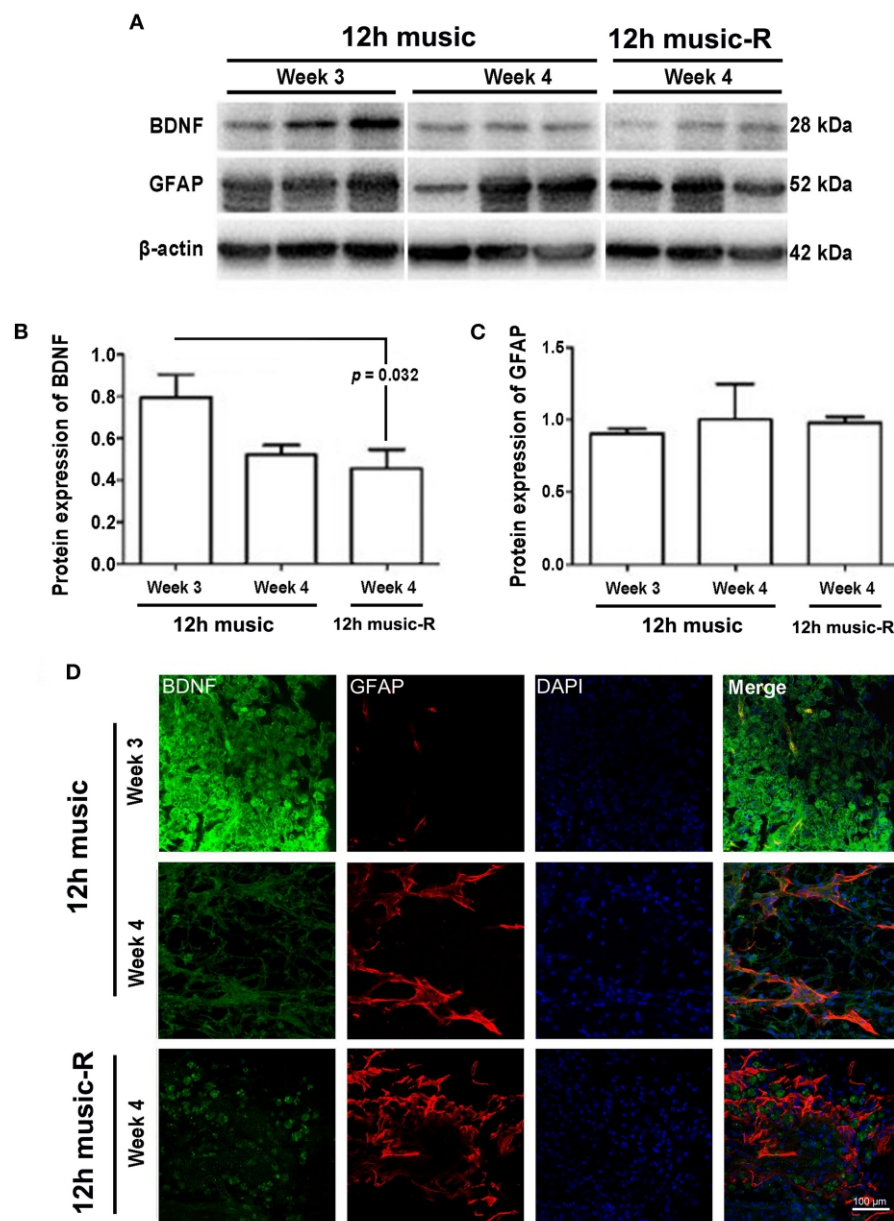 A
12h music 12h music-R
Week 3 Week 4 Week 4
BDNF 28 kDa
GFAP 52 kDa
β-actin 42 kDa
B
Protein expression of BDNF
1.0
0.8
0.6
0.4
0.2
0.0
p = 0.032
Week 3 Week 4 Week 4
12h music 12h music-R
C
Protein expression of GFAP
1.5
1.0
0.5
0.0
Week 3 Week 4 Week 4
12h music 12h music-R
D
BDNF GFAP DAPI Merge
12h music
Week 3
Week 4
12h music-R
Week 4
100 µm